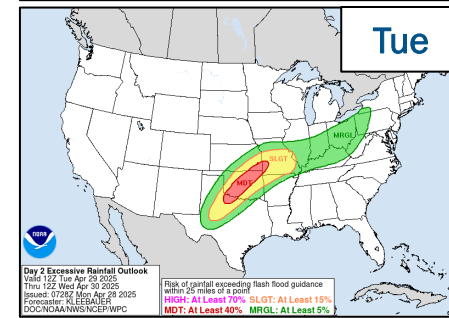 Tue
MRGL
SLGT
MDT
NOAA
Day 2 Excessive Rainfall Outlook
Valid 12Z Tue Apr 29 2025
Thru 12Z Wed Apr 30 2025
Issued: 0728Z Mon Apr 28 2025
Forecaster: KLEEBAUER
DOC/NOAA/NWS/NCEP/WPC
Risk of rainfall exceeding flash flood guidance
within 25 miles of a point
HIGH: At Least 70% SLGT: At Least 15%
MDT: At Least 40% MRGL: At Least 5%